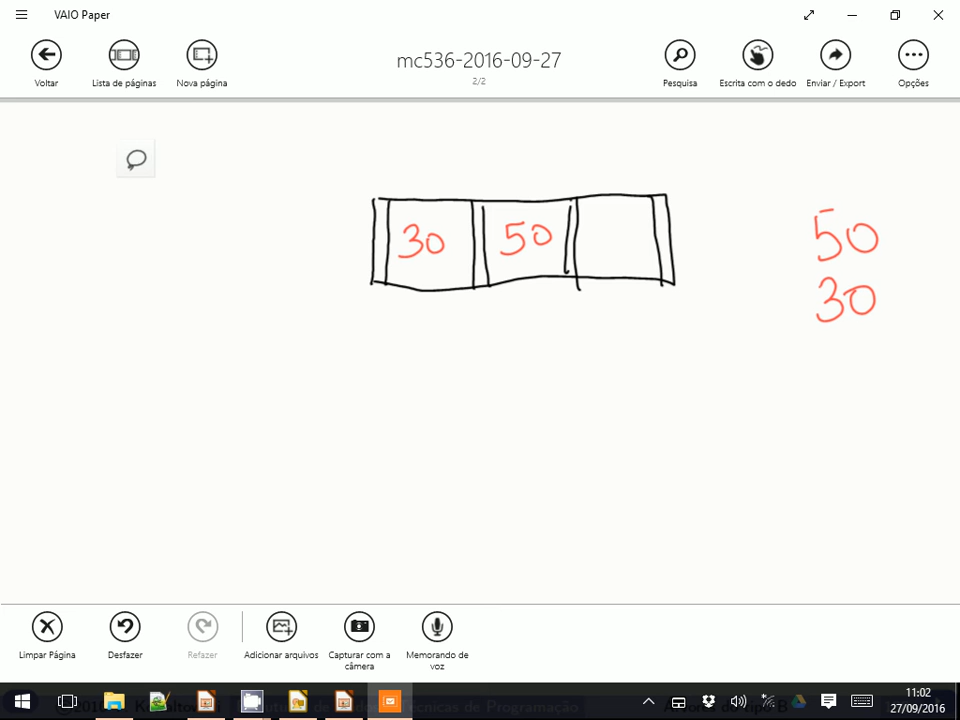 VAIO Paper
Voltar
Lista de páginas
Nova página
mc536-2016-09-27
2/2
Pesquisa
Escrita com o dedo
Enviar / Export
Opções
30 50
50
30
Limpar Página
Desfazer
Refazer
Adicionar arquivos
Capturar com a
câmera
Memorando de
voz
11:02
27/09/2016